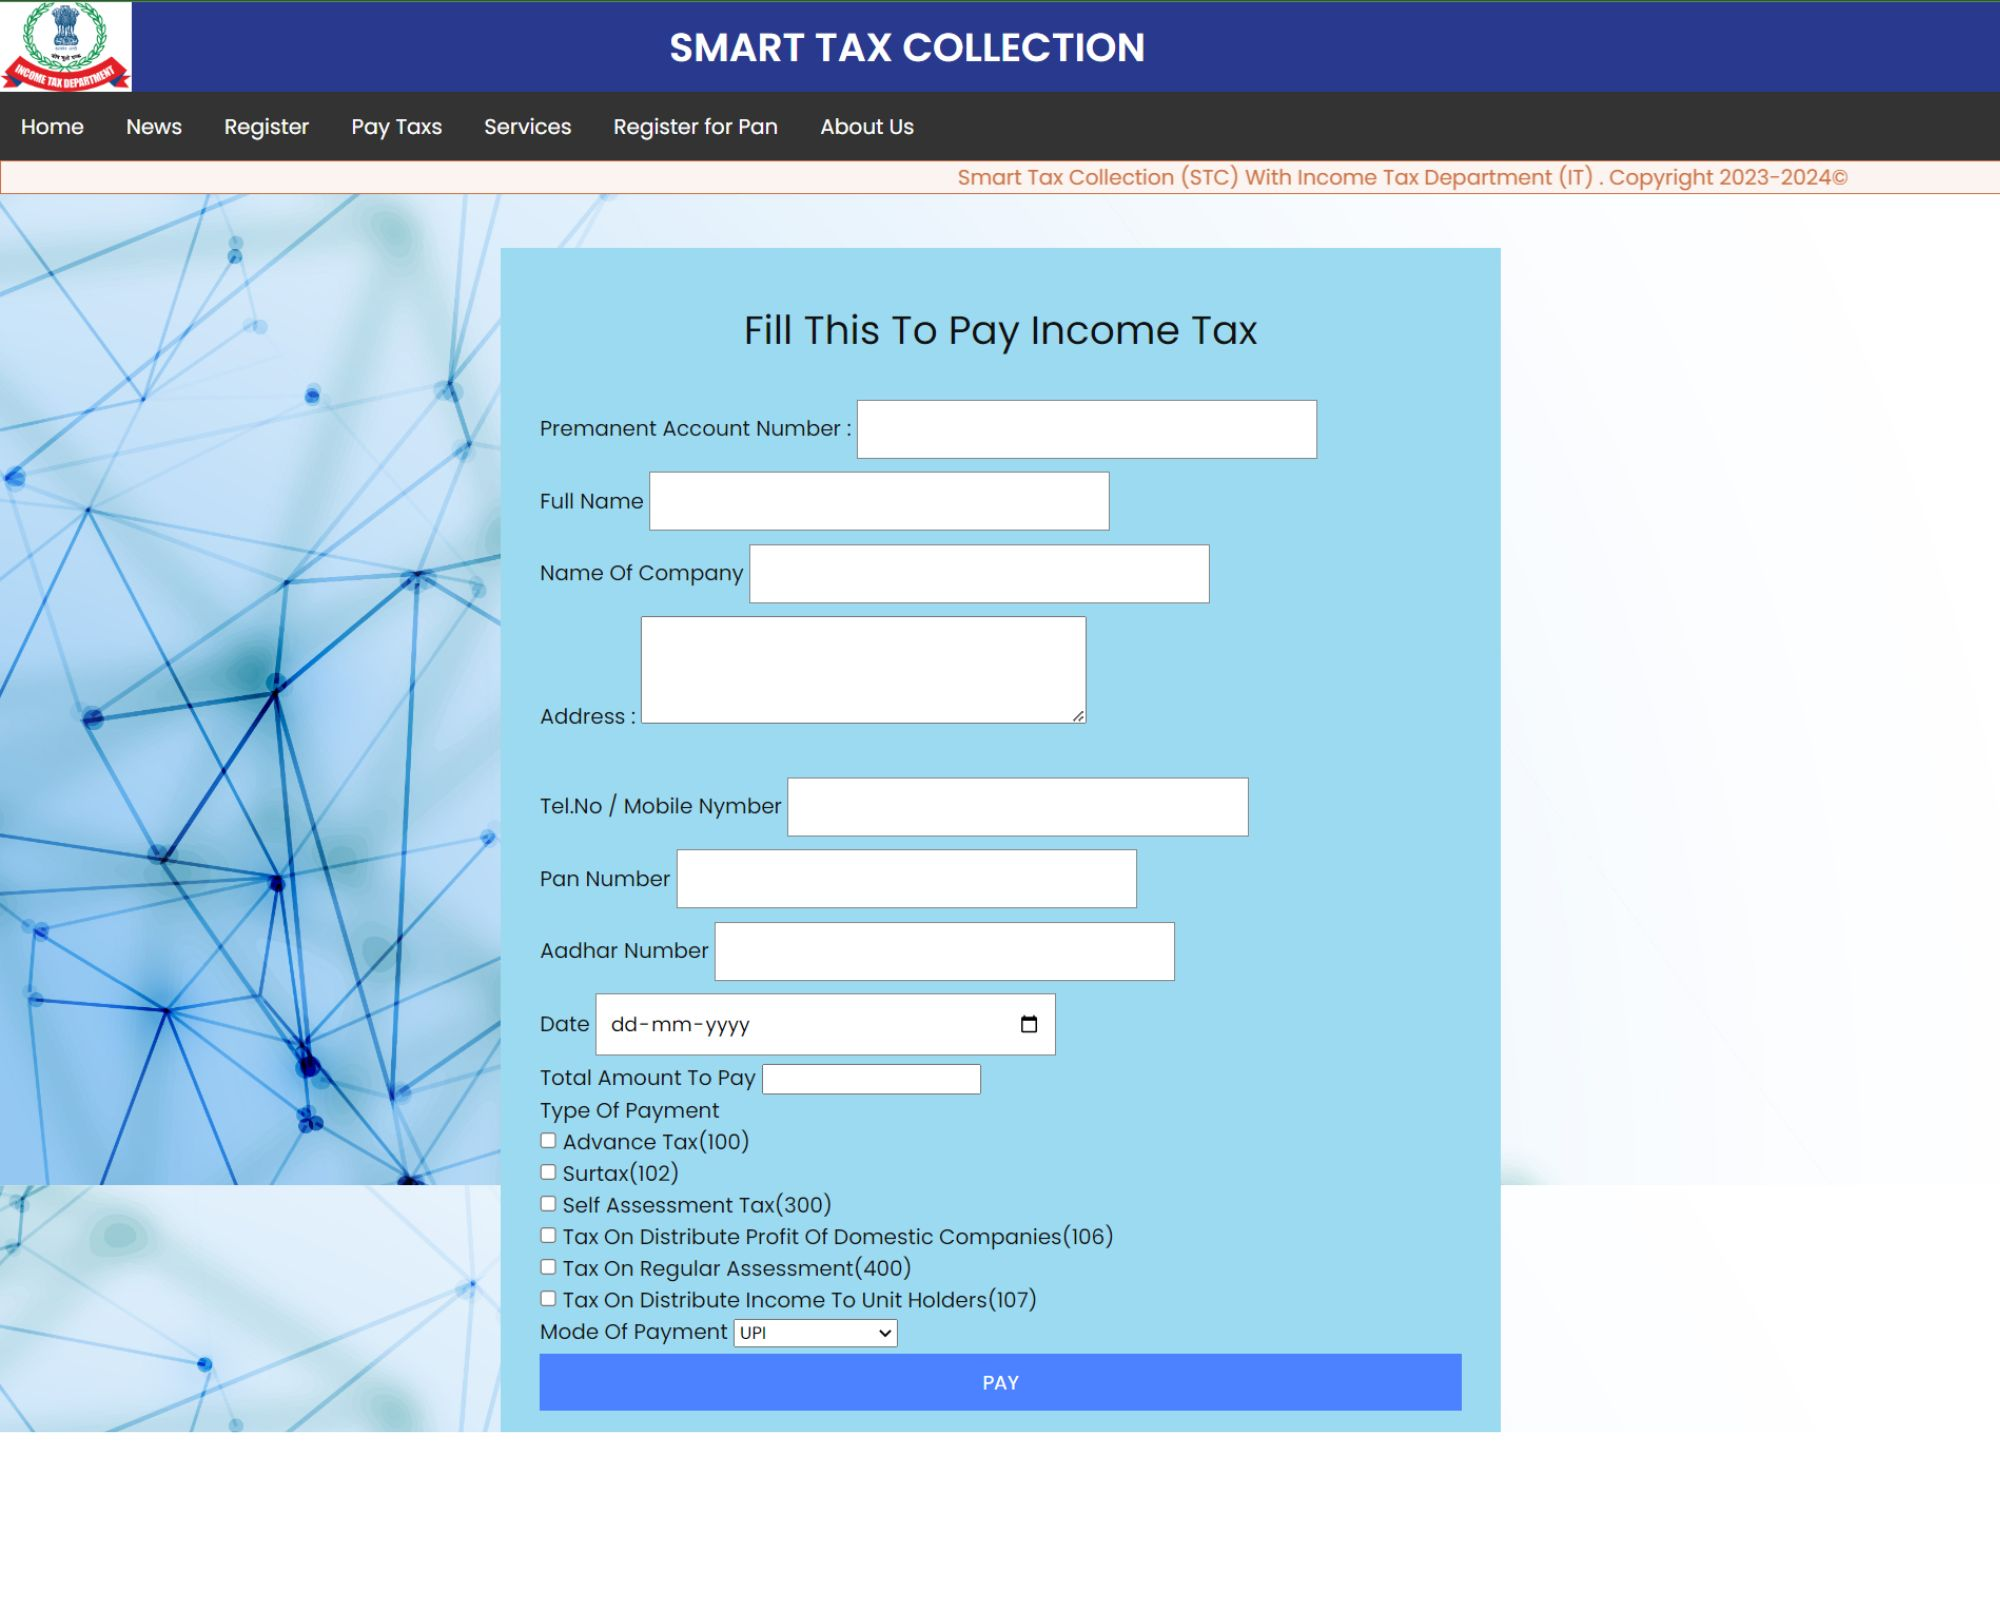 INCOME TAX DEPARTMENT
SMART TAX COLLECTION
Home News Register Pay Taxs Services Register for Pan About Us
Smart Tax Collection (STC) With Income Tax Department (IT) . Copyright 2023-2024©
Fill This To Pay Income Tax
Premanent Account Number :
Full Name
Name Of Company
Address :
Tel.No / Mobile Nymber
Pan Number
Aadhar Number
Date dd-mm-yyyy
Total Amount To Pay
Type Of Payment
Advance Tax(100)
Surtax(102)
Self Assessment Tax(300)
Tax On Distribute Profit Of Domestic Companies(106)
Tax On Regular Assessment(400)
Tax On Distribute Income To Unit Holders(107)
Mode Of Payment UPI
PAY